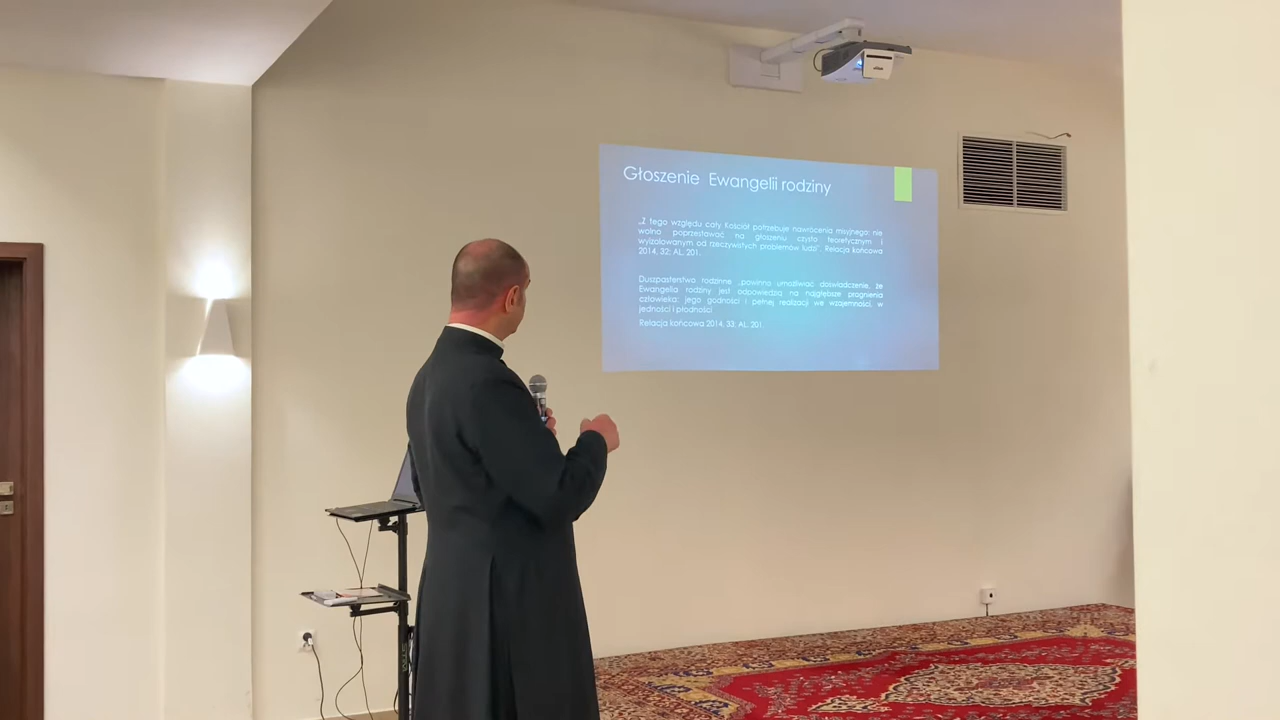 Głoszenie Ewangelii rodziny
„Z tego względu cały Kościół potrzebuje nawrócenia misyjnego: nie
wolno poprzestawać na głoszeniu czysto teoretycznym i
wyizolowanym od rzeczywistych problemów ludzi". Relacja końcowa
2014, 32; AL, 201.
Duszpasterstwo rodzinne „powinno umożliwać doświadczenie, że
Ewangelia rodziny jest odpowiedzią na najgłębsze pragnienia
człowieka: jego godności i pełnej realizacji we wzajemności, w
jedności i płodności
Relacja końcowa 2014, 33; AL, 201.